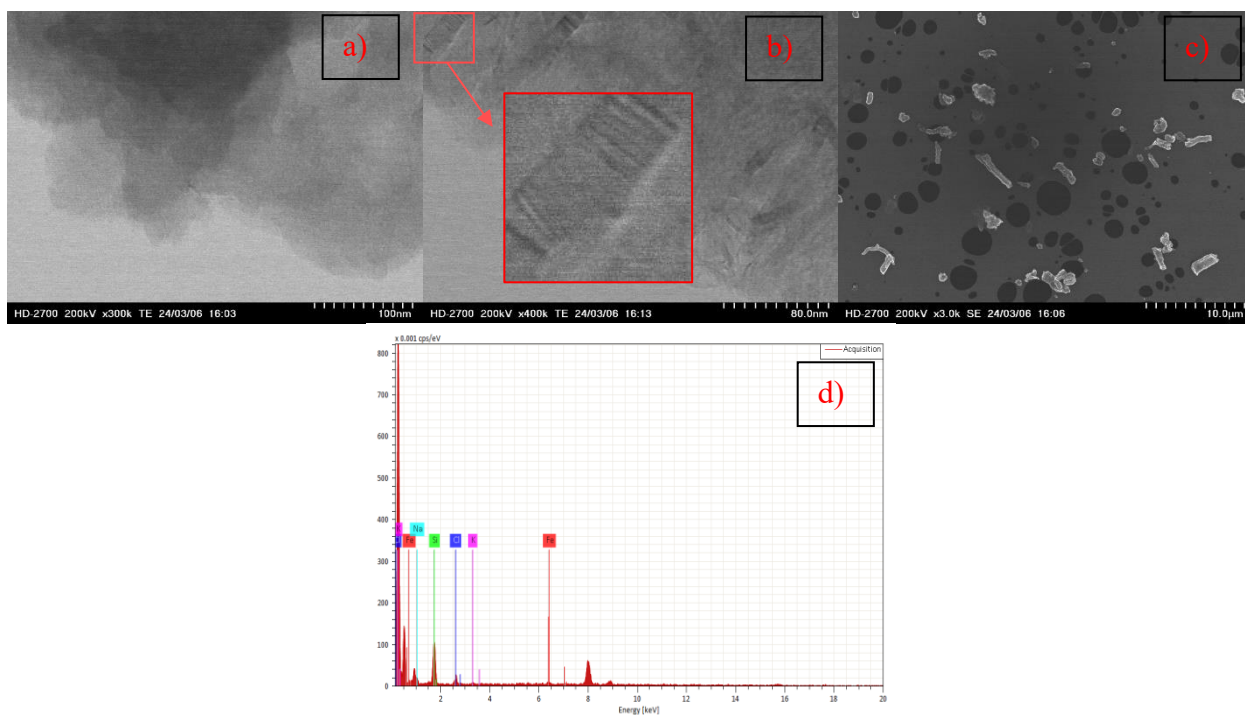 a)
b)
c)
HD-2700 200kV x300k TE 24/03/06 16:03
100nm
HD-2700 200kV x400k TE 24/03/06 16:13
80.0nm
HD-2700 200kV x3.0k SE 24/03/06 16:06
10.0µm
x 0.001 cps/eV
Acquisition
d)
800
700
600
500
400
300
200
100
0
Na
K
Cl
Fe
Si
Cl
K
Fe
2
4
6
8
10
12
14
16
18
20
Energy [keV]